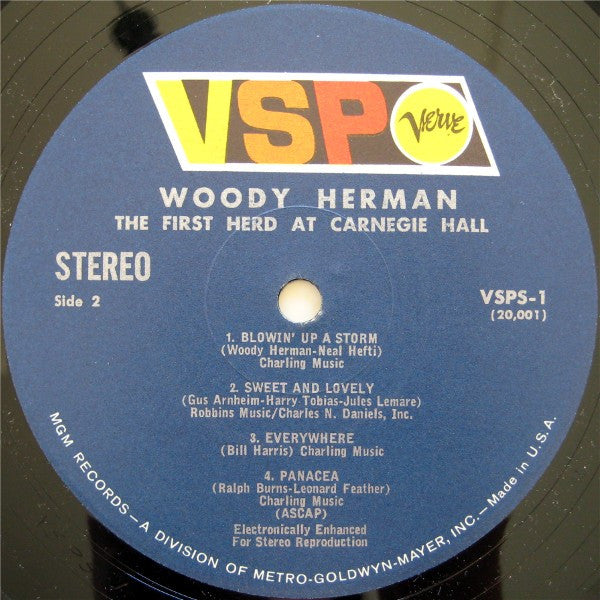 VSP Verve
WOODY HERMAN
THE FIRST HERD AT CARNEGIE HALL
STEREO
Side 2
VSPS-1
(20,001)
1. BLOWIN' UP A STORM
(Woody Herman-Neal Hefti)
Charling Music
2. SWEET AND LOVELY
(Gus Arnheim-Harry Tobias-Jules Lemare)
Robbins Music/Charles N. Daniels, Inc.
3. EVERYWHERE
(Bill Harris) Charling Music
4. PANACEA
(Ralph Burns-Leonard Feather)
Charling Music
(ASCAP)
Electronically Enhanced
For Stereo Reproduction
MGM RECORDS—A DIVISION OF METRO-GOLDWYN-MAYER, INC.—Made in U.S.A.